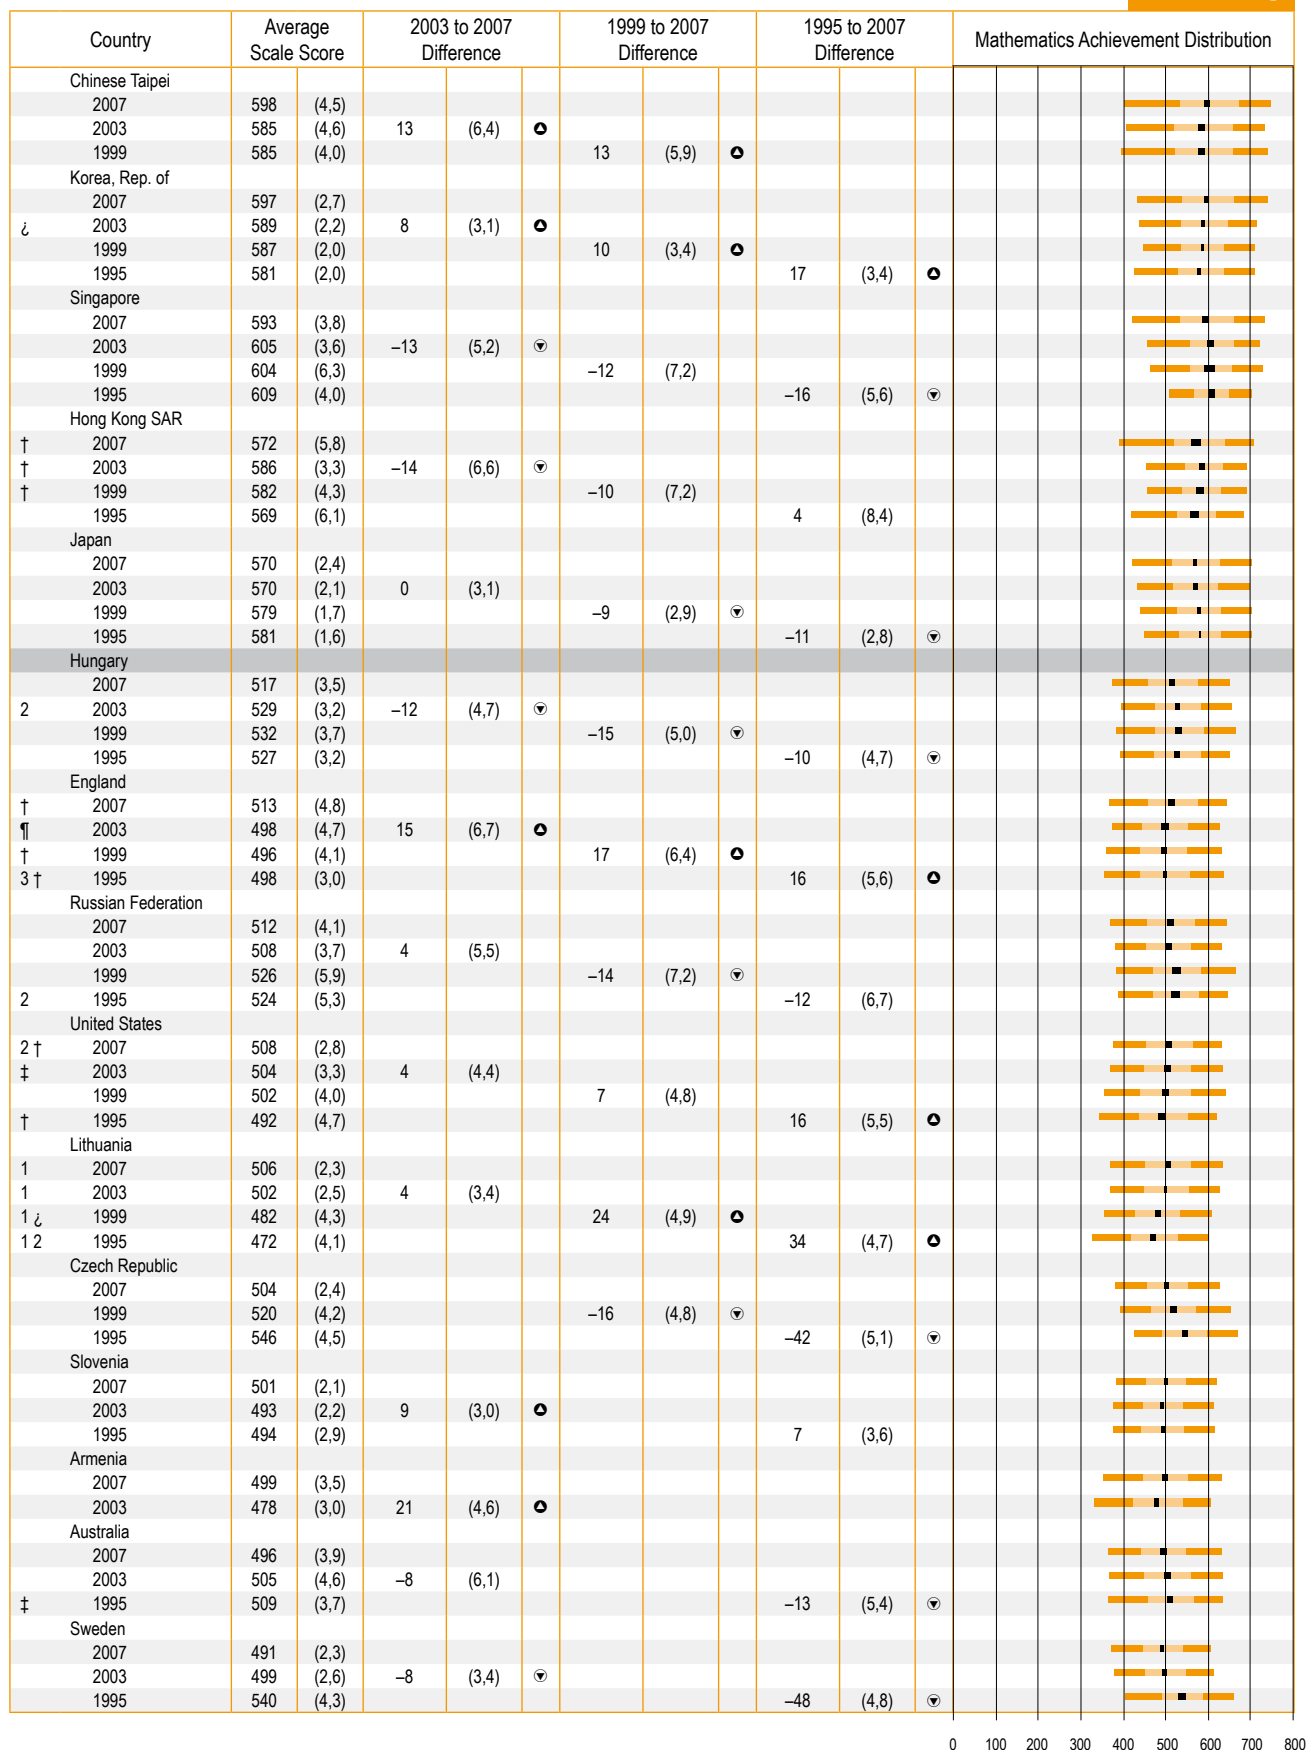 Country Average Scale Score 2003 to 2007 Difference 1999 to 2007 Difference 1995 to 2007 Difference Mathematics Achievement Distribution
Chinese Taipei
2007 598 (4,5)
2003 585 (4,6) 13 (6,4)
1999 585 (4,0) 13 (5,9)
Korea, Rep. of
2007 597 (2,7)
¿ 2003 589 (2,2) 8 (3,1)
1999 587 (2,0) 10 (3,4)
1995 581 (2,0) 17 (3,4)
Singapore
2007 593 (3,8)
2003 605 (3,6) –13 (5,2)
1999 604 (6,3) –12 (7,2)
1995 609 (4,0) –16 (5,6)
Hong Kong SAR
† 2007 572 (5,8)
† 2003 586 (3,3) –14 (6,6)
† 1999 582 (4,3) –10 (7,2)
1995 569 (6,1) 4 (8,4)
Japan
2007 570 (2,4)
2003 570 (2,1) 0 (3,1)
1999 579 (1,7) –9 (2,9)
1995 581 (1,6) –11 (2,8)
Hungary
2007 517 (3,5)
2 2003 529 (3,2) –12 (4,7)
1999 532 (3,7) –15 (5,0)
1995 527 (3,2) –10 (4,7)
England
† 2007 513 (4,8)
¶ 2003 498 (4,7) 15 (6,7)
† 1999 496 (4,1) 17 (6,4)
3 † 1995 498 (3,0) 16 (5,6)
Russian Federation
2007 512 (4,1)
2003 508 (3,7) 4 (5,5)
1999 526 (5,9) –14 (7,2)
2 1995 524 (5,3) –12 (6,7)
United States
2 † 2007 508 (2,8)
‡ 2003 504 (3,3) 4 (4,4)
1999 502 (4,0) 7 (4,8)
† 1995 492 (4,7) 16 (5,5)
Lithuania
1 2007 506 (2,3)
1 2003 502 (2,5) 4 (3,4)
1 ¿ 1999 482 (4,3) 24 (4,9)
1 2 1995 472 (4,1) 34 (4,7)
Czech Republic
2007 504 (2,4)
1999 520 (4,2) –16 (4,8)
1995 546 (4,5) –42 (5,1)
Slovenia
2007 501 (2,1)
2003 493 (2,2) 9 (3,0)
1995 494 (2,9) 7 (3,6)
Armenia
2007 499 (3,5)
2003 478 (3,0) 21 (4,6)
Australia
2007 496 (3,9)
2003 505 (4,6) –8 (6,1)
‡ 1995 509 (3,7) –13 (5,4)
Sweden
2007 491 (2,3)
2003 499 (2,6) –8 (3,4)
1995 540 (4,3) –48 (4,8)
0 100 200 300 400 500 600 700 800